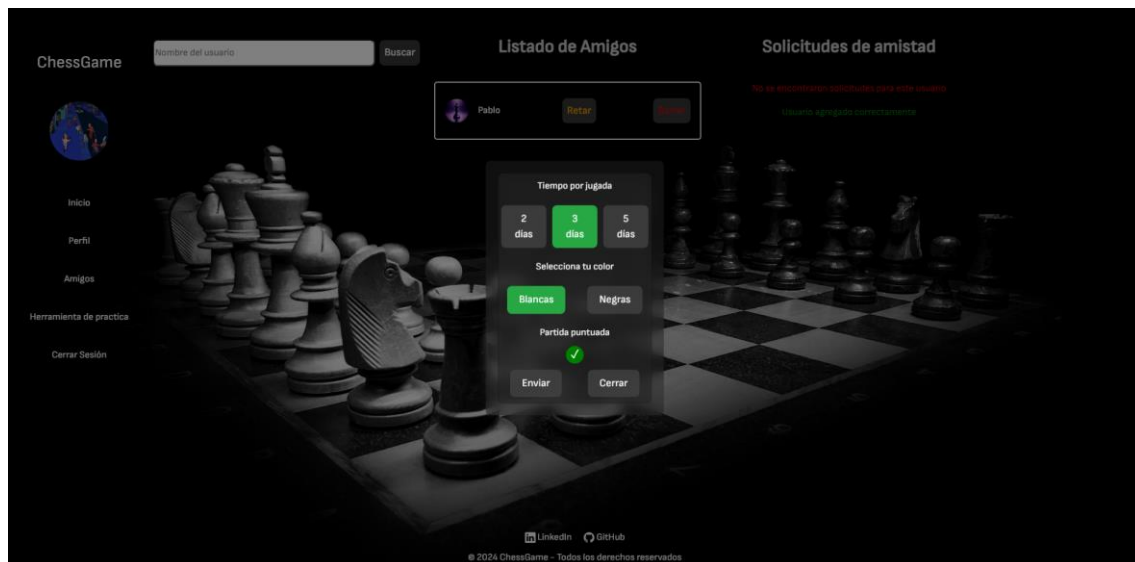 ChessGame
Nombre del usuario
Buscar
Inicio
Perfil
Amigos
Herramienta de practica
Cerrar Sesión
Listado de Amigos
Pablo
Retar
Borrar
Solicitudes de amistad
No se encontraron solicitudes para este usuario
Usuario agregado correctamente
Tiempo por jugada
2 días
3 días
5 días
Selecciona tu color
Blancas
Negras
Partida puntuada
Enviar
Cerrar
LinkedIn
GitHub
© 2024 ChessGame - Todos los derechos reservados